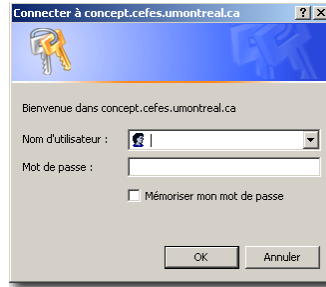 Connecter à concept.cefes.umontreal.ca
Bienvenue dans concept.cefes.umontreal.ca
Nom d'utilisateur :
Mot de passe :
Mémoriser mon mot de passe
OK Annuler